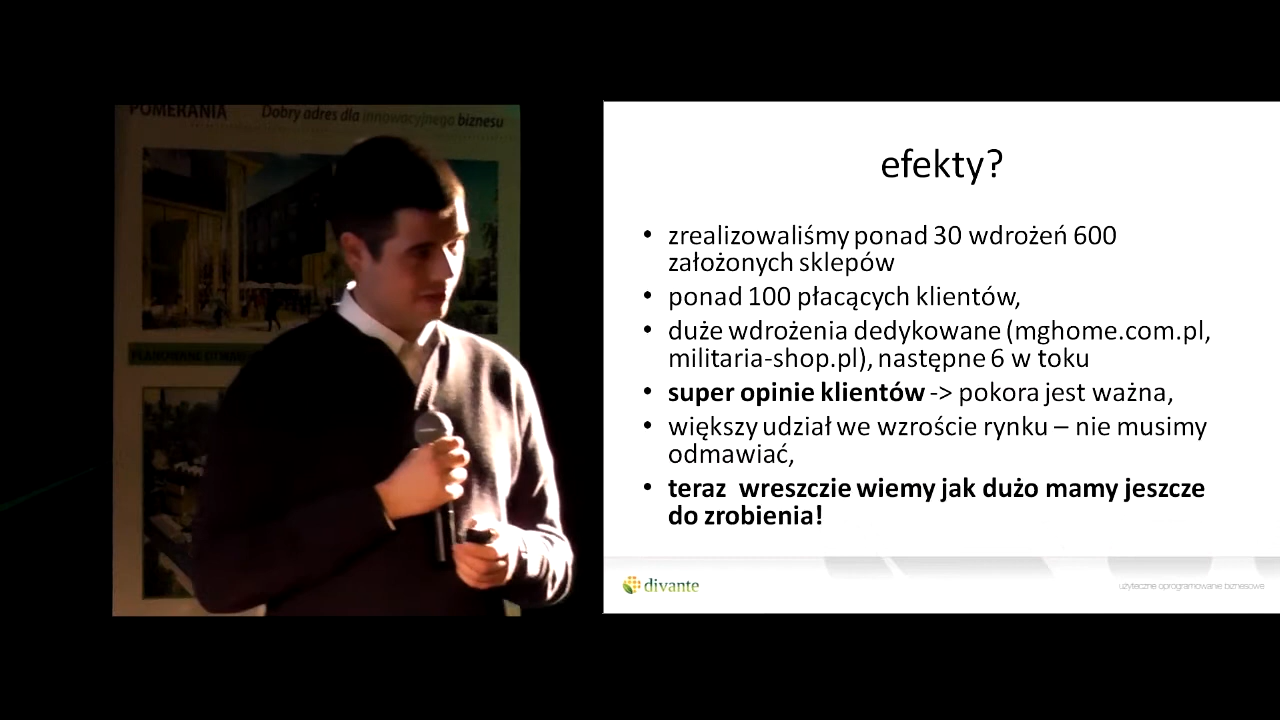 POMERANIA
Dobry adres dla innowacyjnego biznesu
efekty?
• zrealizowaliśmy ponad 30 wdrożeń 600
założonych sklepów
• ponad 100 płacących klientów,
• duże wdrożenia dedykowane (mghome.com.pl,
militaria-shop.pl), następne 6 w toku
• super opinie klientów -> pokora jest ważna,
• większy udział we wzroście rynku – nie musimy
odmawiać,
• teraz wreszcie wiemy jak dużo mamy jeszcze
do zrobienia!
divante
użyteczne oprogramowanie biznesowe